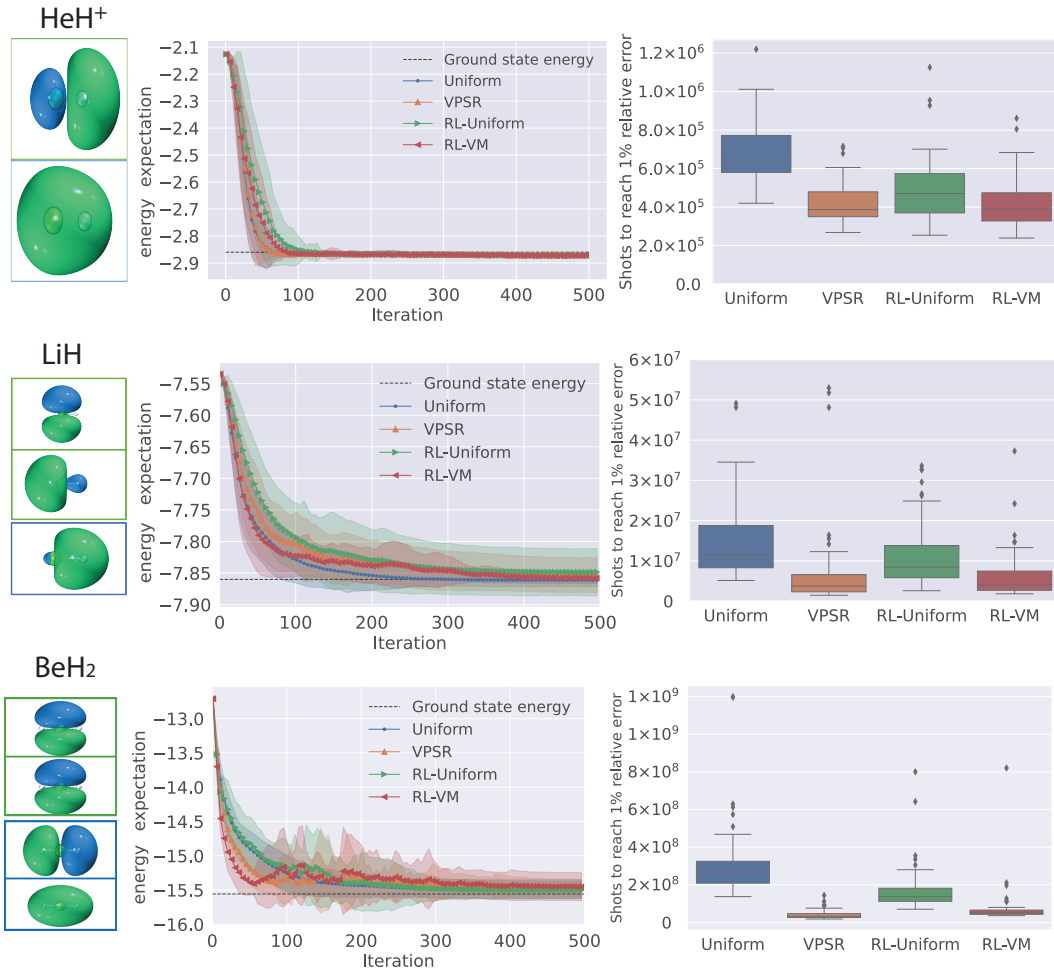 HeH⁺
energy expectation
−2.1
−2.2
−2.3
−2.4
−2.5
−2.6
−2.7
−2.8
−2.9
Ground state energy
Uniform
VPSR
RL-Uniform
RL-VM
0 100 200 300 400 500
Iteration
Shots to reach 1% relative error
1.2×10⁶
1.0×10⁶
8.0×10⁵
6.0×10⁵
4.0×10⁵
2.0×10⁵
0.0
Uniform VPSR RL-Uniform RL-VM
LiH
energy expectation
−7.55
−7.60
−7.65
−7.70
−7.75
−7.80
−7.85
−7.90
Ground state energy
Uniform
VPSR
RL-Uniform
RL-VM
0 100 200 300 400 500
Iteration
Shots to reach 1% relative error
6×10⁷
5×10⁷
4×10⁷
3×10⁷
2×10⁷
1×10⁷
0
Uniform VPSR RL-Uniform RL-VM
BeH₂
energy expectation
−13.0
−13.5
−14.0
−14.5
−15.0
−15.5
−16.0
Ground state energy
Uniform
VPSR
RL-Uniform
RL-VM
0 100 200 300 400 500
Iteration
Shots to reach 1% relative error
1×10⁹
8×10⁸
6×10⁸
4×10⁸
2×10⁸
0
Uniform VPSR RL-Uniform RL-VM